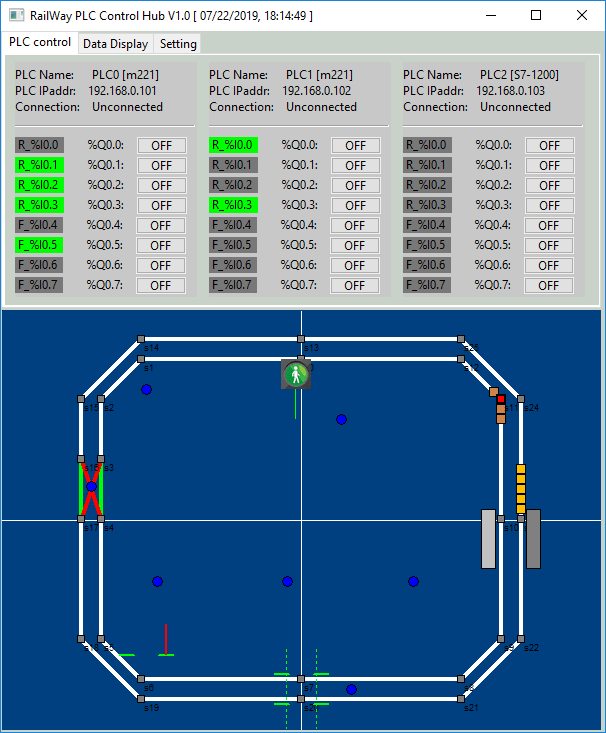 RailWay PLC Control Hub V1.0 [ 07/22/2019, 18:14:49 ]
PLC control Data Display Setting
PLC Name: PLC0 [m221] PLC Name: PLC1 [m221] PLC Name: PLC2 [S7-1200]
PLC IPaddr: 192.168.0.101 PLC IPaddr: 192.168.0.102 PLC IPaddr: 192.168.0.103
Connection: Unconnected Connection: Unconnected Connection: Unconnected
R_%I0.0 %Q0.0: OFF R_%I0.0 %Q0.0: OFF R_%I0.0 %Q0.0: OFF
R_%I0.1 %Q0.1: OFF R_%I0.1 %Q0.1: OFF R_%I0.1 %Q0.1: OFF
R_%I0.2 %Q0.2: OFF R_%I0.2 %Q0.2: OFF R_%I0.2 %Q0.2: OFF
R_%I0.3 %Q0.3: OFF R_%I0.3 %Q0.3: OFF R_%I0.3 %Q0.3: OFF
F_%I0.4 %Q0.4: OFF F_%I0.4 %Q0.4: OFF F_%I0.4 %Q0.4: OFF
F_%I0.5 %Q0.5: OFF F_%I0.5 %Q0.5: OFF F_%I0.5 %Q0.5: OFF
F_%I0.6 %Q0.6: OFF F_%I0.6 %Q0.6: OFF F_%I0.6 %Q0.6: OFF
F_%I0.7 %Q0.7: OFF F_%I0.7 %Q0.7: OFF F_%I0.7 %Q0.7: OFF
s14 s13
s1
s15 s2 s11 s24
s16 s3
s17 s4 s10
s9 s22
s6 s7
s19 s21